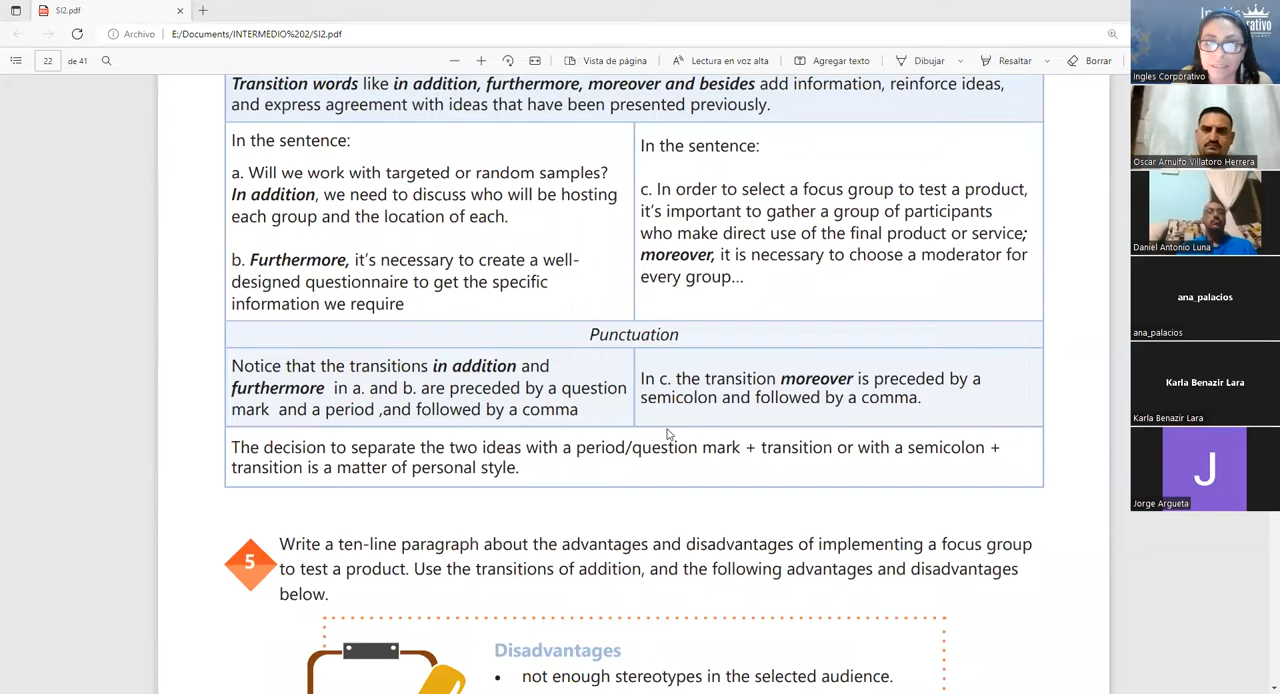 SI2.pdf
Archivo
E:/Documents/INTERMEDIO%202/SI2.pdf
22
de 41
Vista de página
Lectura en voz alta
Agregar texto
Dibujar
Resaltar
Borrar
Transition words like in addition, furthermore, moreover and besides add information, reinforce ideas,
and express agreement with ideas that have been presented previously.
In the sentence:
a. Will we work with targeted or random samples?
In addition, we need to discuss who will be hosting
each group and the location of each.
b. Furthermore, it's necessary to create a well-
designed questionnaire to get the specific
information we require
In the sentence:
c. In order to select a focus group to test a product,
it's important to gather a group of participants
who make direct use of the final product or service;
moreover, it is necessary to choose a moderator for
every group...
Punctuation
Notice that the transitions in addition and
furthermore in a. and b. are preceded by a question
mark and a period ,and followed by a comma
In c. the transition moreover is preceded by a
semicolon and followed by a comma.
The decision to separate the two ideas with a period/question mark + transition or with a semicolon +
transition is a matter of personal style.
5
Write a ten-line paragraph about the advantages and disadvantages of implementing a focus group
to test a product. Use the transitions of addition, and the following advantages and disadvantages
below.
Disadvantages
• not enough stereotypes in the selected audience.
Ingles Corporativo
Oscar Arnulfo Villatoro Herrera
Daniel Antonio Luna
ana_palacios
ana_palacios
Karla Benazir Lara
Karla Benazir Lara
J
Jorge Argueta